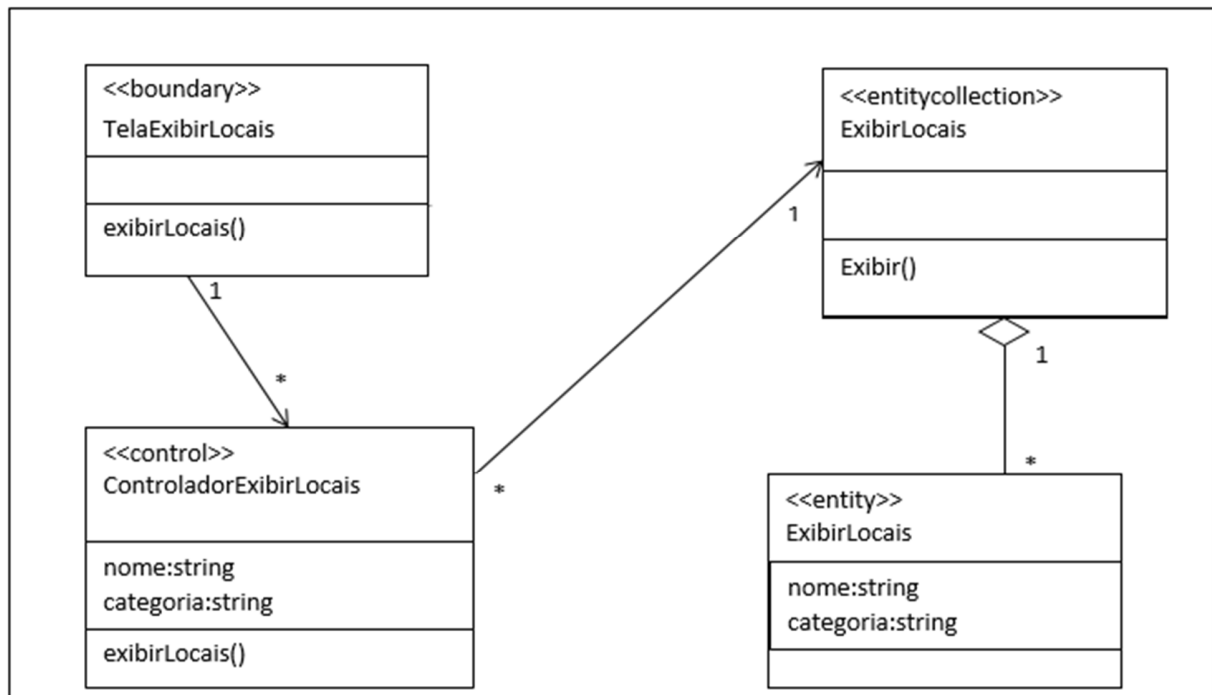 <<boundary>>
TelaExibirLocais
exibirLocais()
1
*
<<control>>
ControladorExibirLocais
nome:string
categoria:string
exibirLocais()
*
1
<<entitycollection>>
ExibirLocais
Exibir()
1
*
<<entity>>
ExibirLocais
nome:string
categoria:string